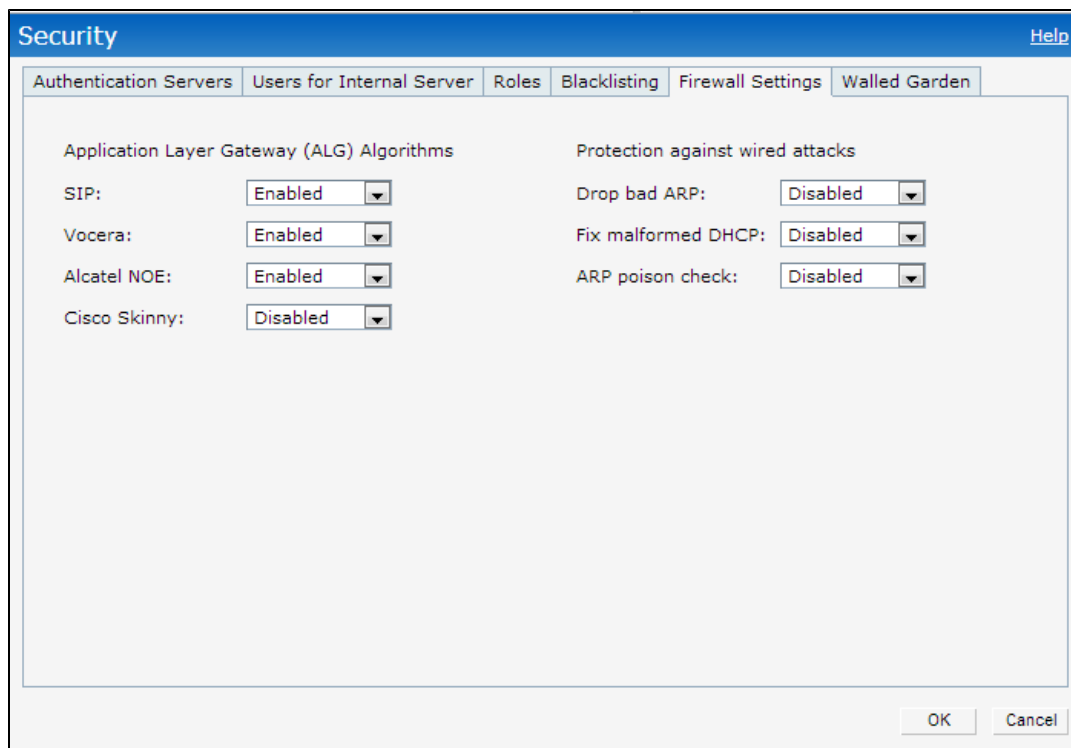 Security
Help
Authentication Servers
Users for Internal Server
Roles
Blacklisting
Firewall Settings
Walled Garden
Application Layer Gateway (ALG) Algorithms
SIP: Enabled
Vocera: Enabled
Alcatel NOE: Enabled
Cisco Skinny: Disabled
Protection against wired attacks
Drop bad ARP: Disabled
Fix malformed DHCP: Disabled
ARP poison check: Disabled
OK
Cancel